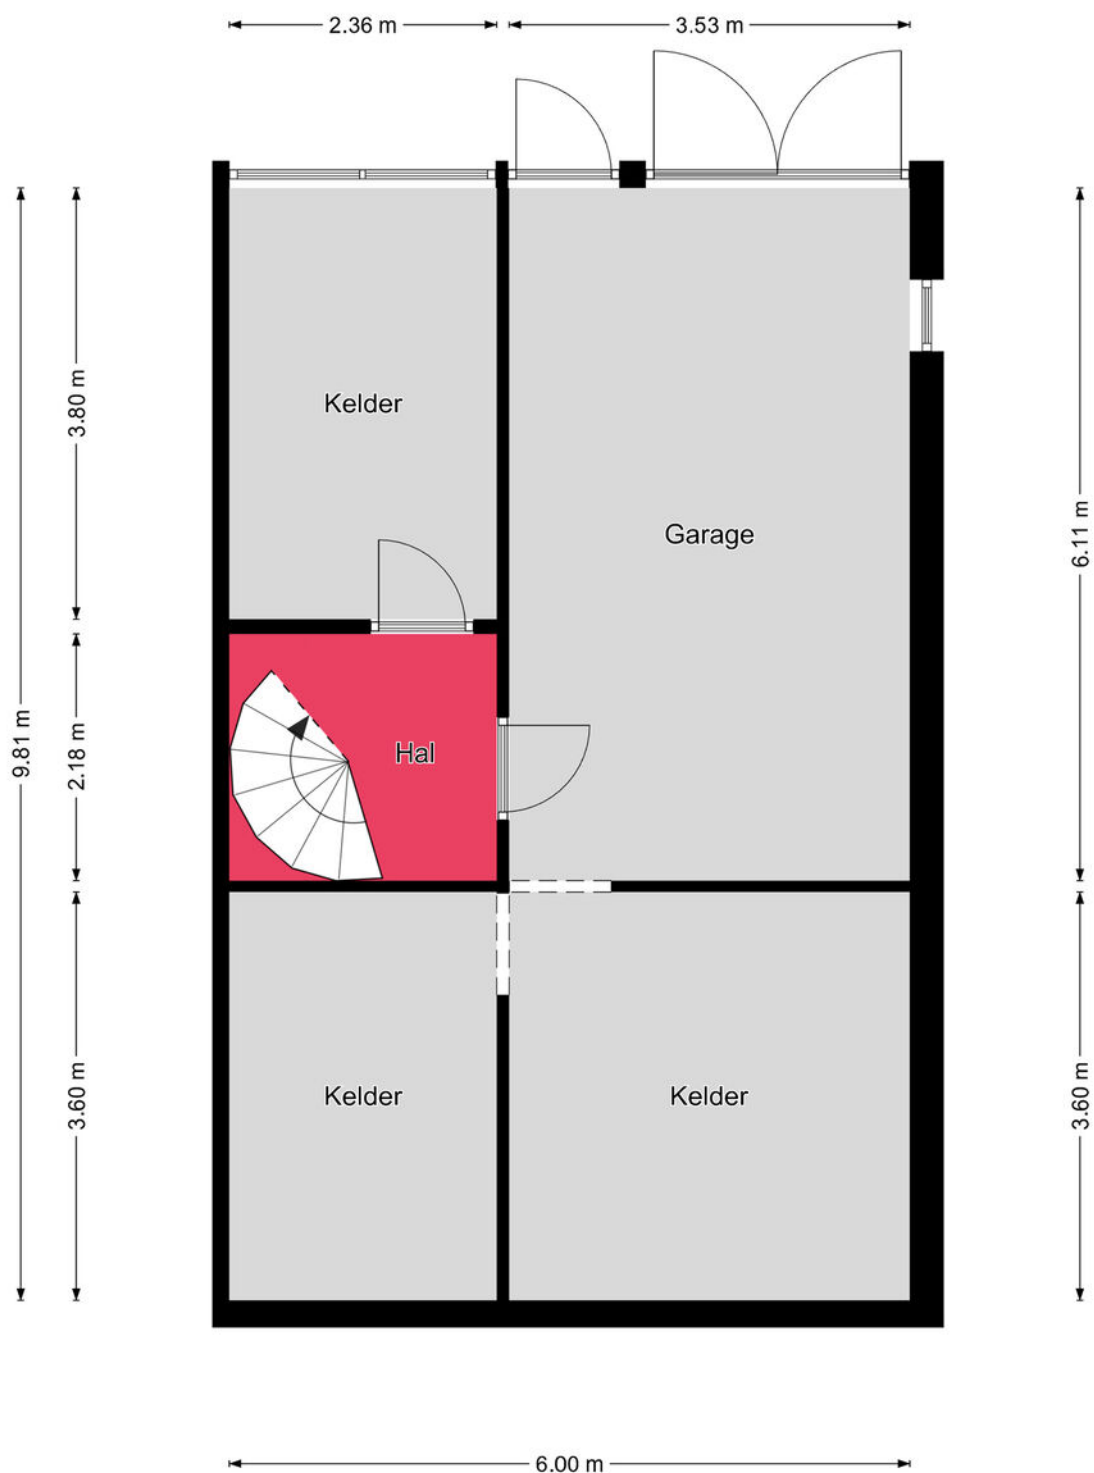 2.36 m
3.53 m
3.80 m
Kelder
6.11 m
Garage
9.81 m
2.18 m
Hal
3.60 m
Kelder
Kelder
3.60 m
6.00 m